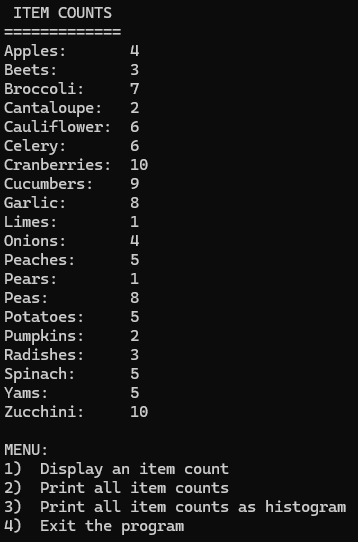 ITEM COUNTS
=============
Apples:       4
Beets:        3
Broccoli:     7
Cantaloupe:   2
Cauliflower:  6
Celery:       6
Cranberries:  10
Cucumbers:    9
Garlic:       8
Limes:        1
Onions:       4
Peaches:      5
Pears:        1
Peas:         8
Potatoes:     5
Pumpkins:     2
Radishes:     3
Spinach:      5
Yams:         5
Zucchini:     10

MENU:
1)  Display an item count
2)  Print all item counts
3)  Print all item counts as histogram
4)  Exit the program